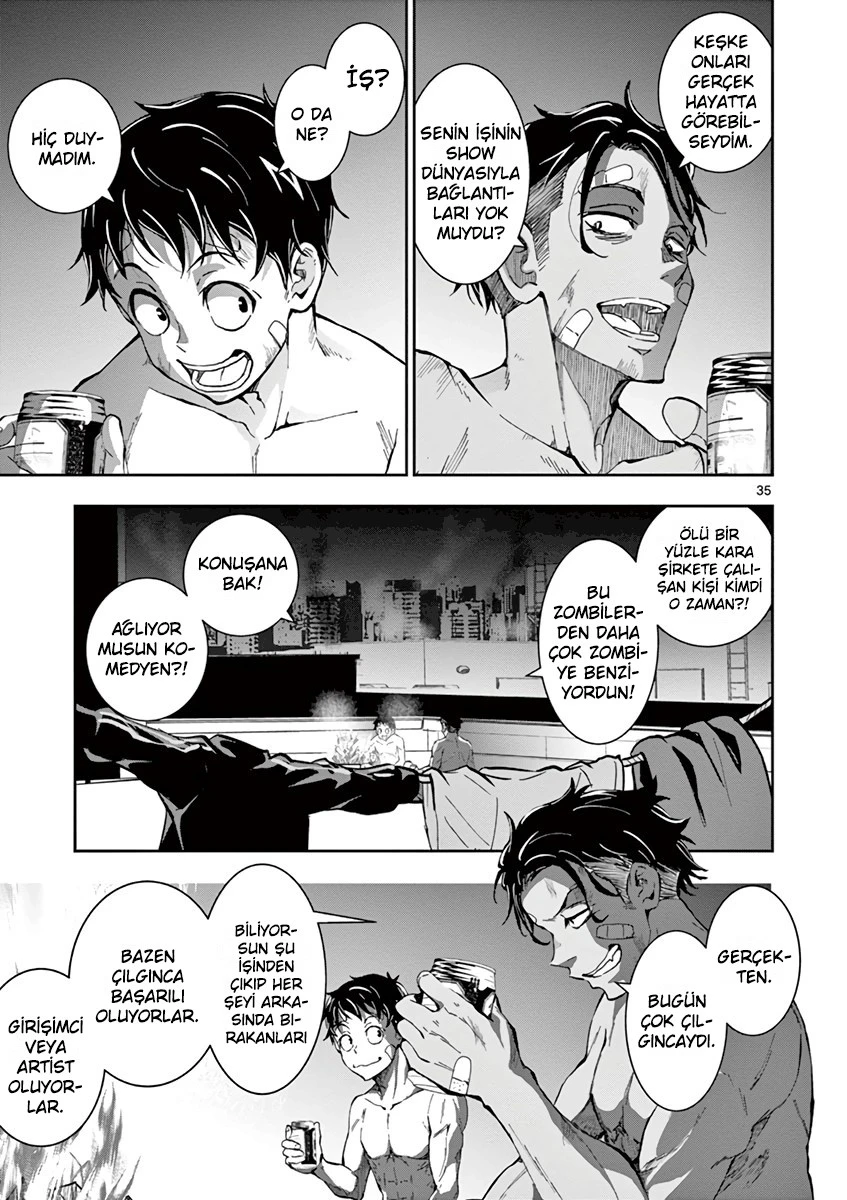 KEŞKE
ONLARI
GERÇEK
HAYATTA
GÖREBİL-
SEYDİM.
SENİN İŞİNİN
SHOW
DÜNYASIYLA
BAĞLANTI-
LARI YOK
MUYDU?
İŞ?
O DA
NE?
HİÇ DUY-
MADIM.
35
ÖLÜ BİR
YÜZLE KARA
ŞİRKETE ÇALI-
ŞAN KİŞİ KİMDİ
O ZAMAN?!
BU
ZOMBİLER-
DEN DAHA
ÇOK ZOMBİ-
YE BENZİ-
YORDUN!
KONUŞANA
BAK!
AĞLIYOR
MUSUN KO-
MEDYEN?!
GERÇEK-
TEN.
BUGÜN
ÇOK ÇIL-
GINCAYDI.
BİLİYOR-
SUN ŞU
İŞİNDEN
ÇIKIP HER
ŞEYİ ARKA-
SINDA BI-
RAKANLARI
BAZEN
ÇILGINCA
BAŞARILI
OLUYORLAR.
GİRİŞİMCİ
VEYA
ARTİST
OLUYOR-
LAR.